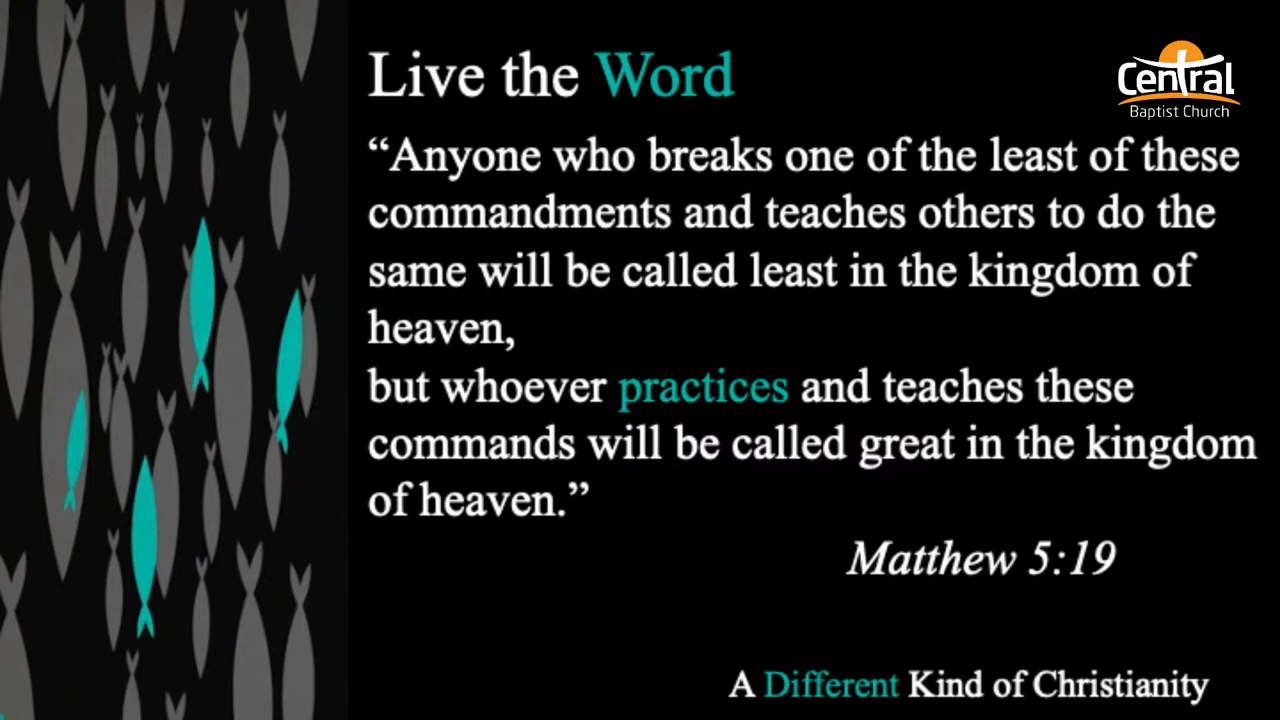 Live the Word
Central
Baptist Church
“Anyone who breaks one of the least of these
commandments and teaches others to do the
same will be called least in the kingdom of
heaven,
but whoever practices and teaches these
commands will be called great in the kingdom
of heaven.”
Matthew 5:19
A Different Kind of Christianity